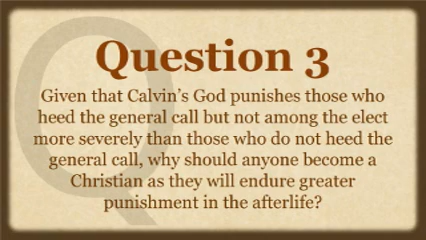 Question 3
Given that Calvin's God punishes those who
heed the general call but not among the elect
more severely than those who do not heed the
general call, why should anyone become a
Christian as they will endure greater
punishment in the afterlife?